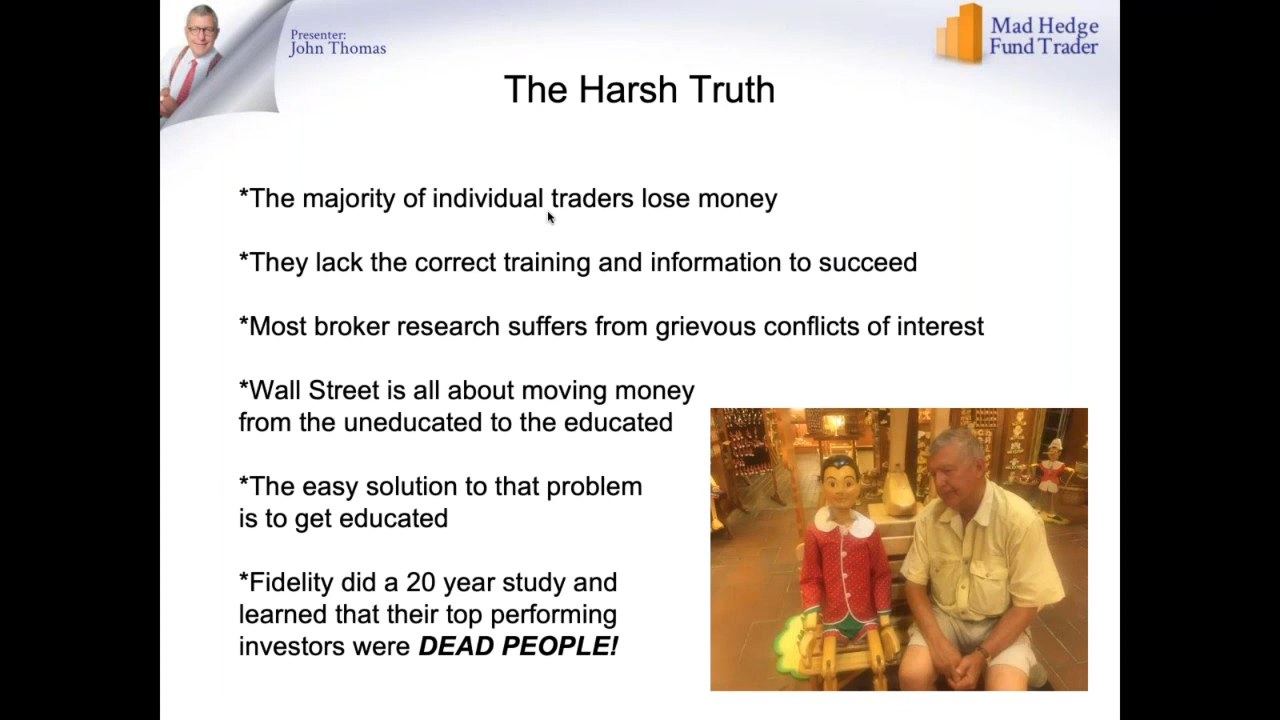 Presenter:
John Thomas
Mad Hedge
Fund Trader
The Harsh Truth
*The majority of individual traders lose money
*They lack the correct training and information to succeed
*Most broker research suffers from grievous conflicts of interest
*Wall Street is all about moving money
from the uneducated to the educated
*The easy solution to that problem
is to get educated
*Fidelity did a 20 year study and
learned that their top performing
investors were DEAD PEOPLE!